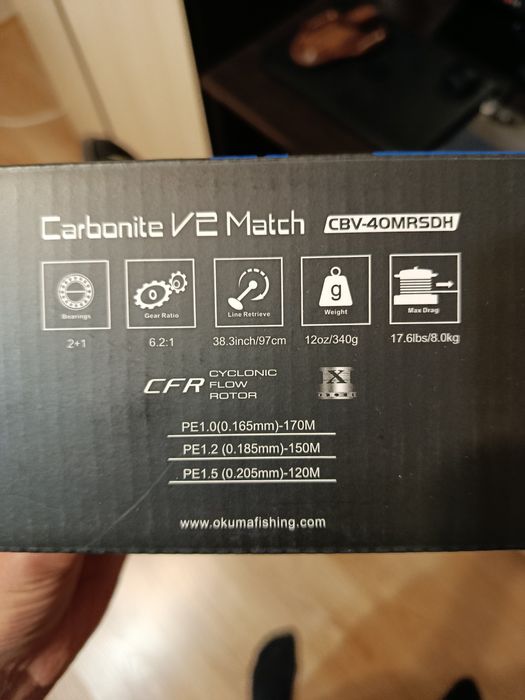 Carbonite V2 Match CBV-40MRSDH
Bearings
Gear Ratio
Line Retrieve
g
Weight
Max Drag
2+1
6.2:1
38.3inch/97cm
12oz/340g
17.6lbs/8.0kg
CFR CYCLONIC
FLOW
ROTOR
X
PE1.0(0.165mm)-170M
PE1.2 (0.185mm)-150M
PE1.5 (0.205mm)-120M
www.okumafishing.com